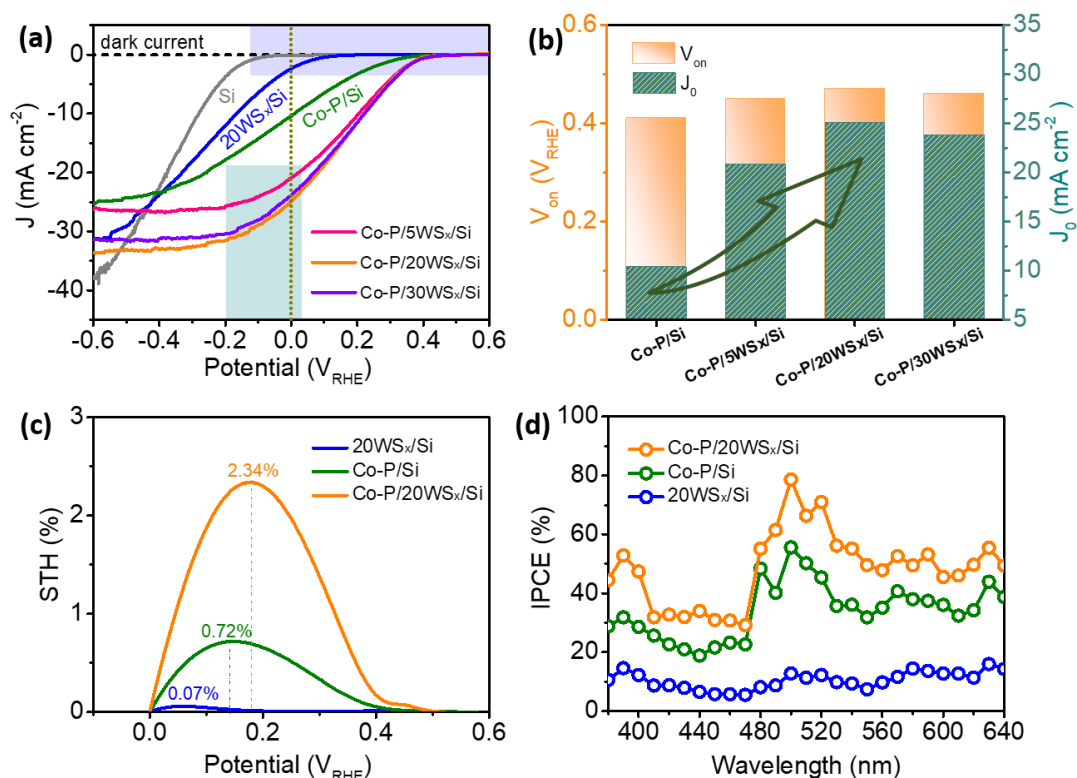 (a)
dark current
Si
20WSₓ/Si
Co-P/Si
Co-P/5WSₓ/Si
Co-P/20WSₓ/Si
Co-P/30WSₓ/Si
0
-10
-20
-30
-40
J (mA cm⁻²)
-0.6 -0.4 -0.2 0.0 0.2 0.4 0.6
Potential (V_RHE)
(b)
V_on
J₀
0.6
0.4
0.2
0.0
V_on (V_RHE)
35
30
25
20
15
10
5
J₀ (mA cm⁻²)
Co-P/Si
Co-P/5WSx/Si
Co-P/20WSx/Si
Co-P/30WSx/Si
(c)
20WSₓ/Si
Co-P/Si
Co-P/20WSₓ/Si
2.34%
0.72%
0.07%
3
2
1
0
STH (%)
0.0 0.2 0.4 0.6
Potential (V_RHE)
(d)
Co-P/20WSₓ/Si
Co-P/Si
20WSₓ/Si
100
80
60
40
20
0
IPCE (%)
400 440 480 520 560 600 640
Wavelength (nm)